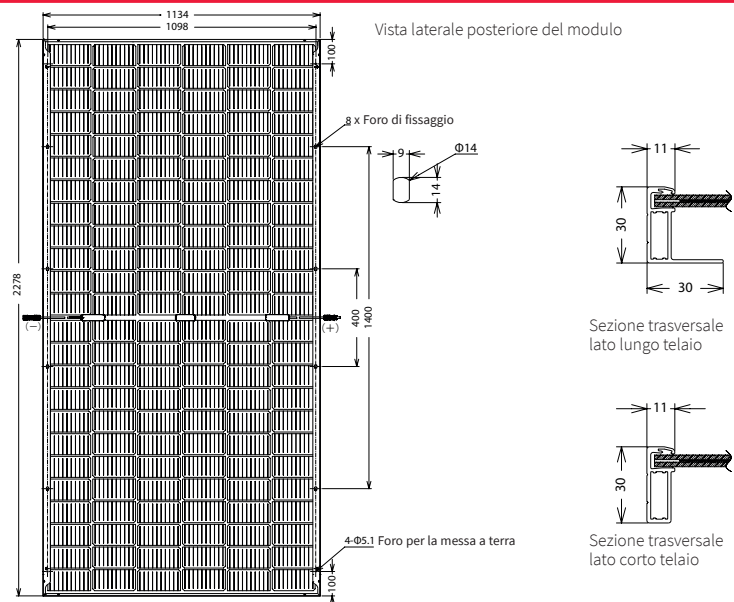 1134
1098
Vista laterale posteriore del modulo
100
8 x Foro di fissaggio
9
Φ14
14
11
30
30
2278
(−)
(+)
400
1400
Sezione trasversale
lato lungo telaio
11
30
Sezione trasversale
lato corto telaio
4-Φ5.1 Foro per la messa a terra
100